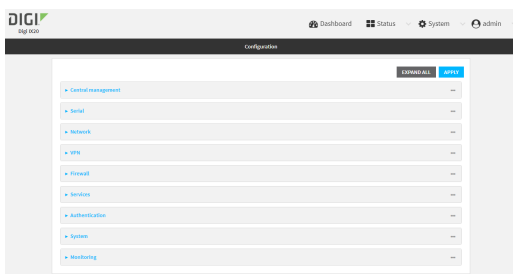 DIGI
Digi IX20
Dashboard
Status
System
admin
Configuration
EXPAND ALL
APPLY
Central management
Serial
Network
VPN
Firewall
Services
Authentication
System
Monitoring